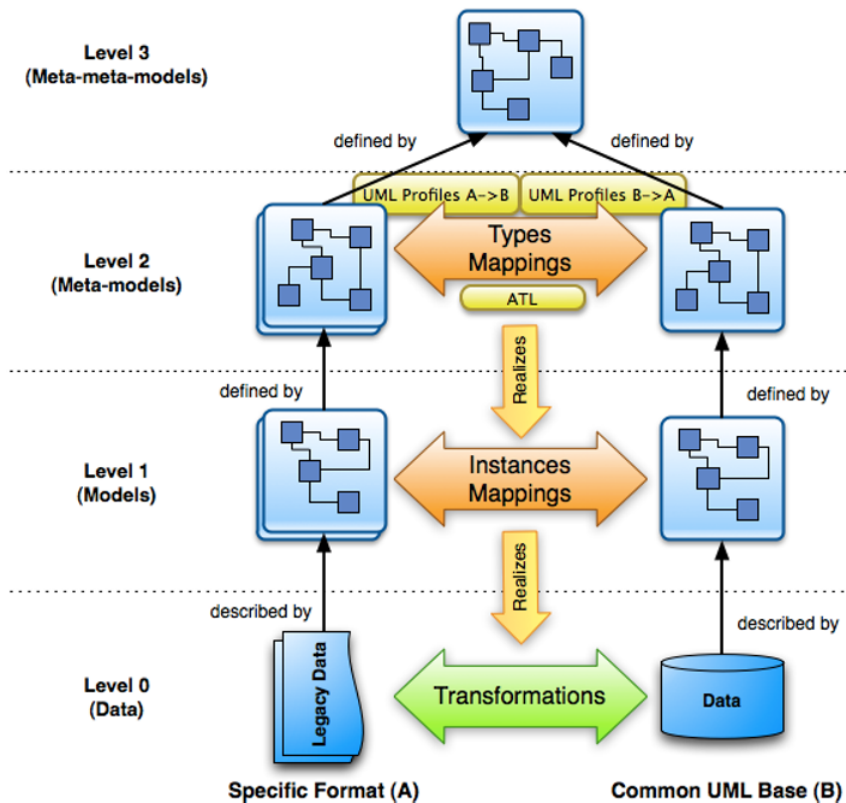 Level 3
(Meta-meta-models)
defined by
defined by
UML Profiles A->B
UML Profiles B->A
Types
Mappings
Level 2
(Meta-models)
ATL
Realizes
defined by
defined by
Level 1
(Models)
Instances
Mappings
Realizes
described by
described by
Level 0
(Data)
Legacy Data
Transformations
Data
Specific Format (A)
Common UML Base (B)